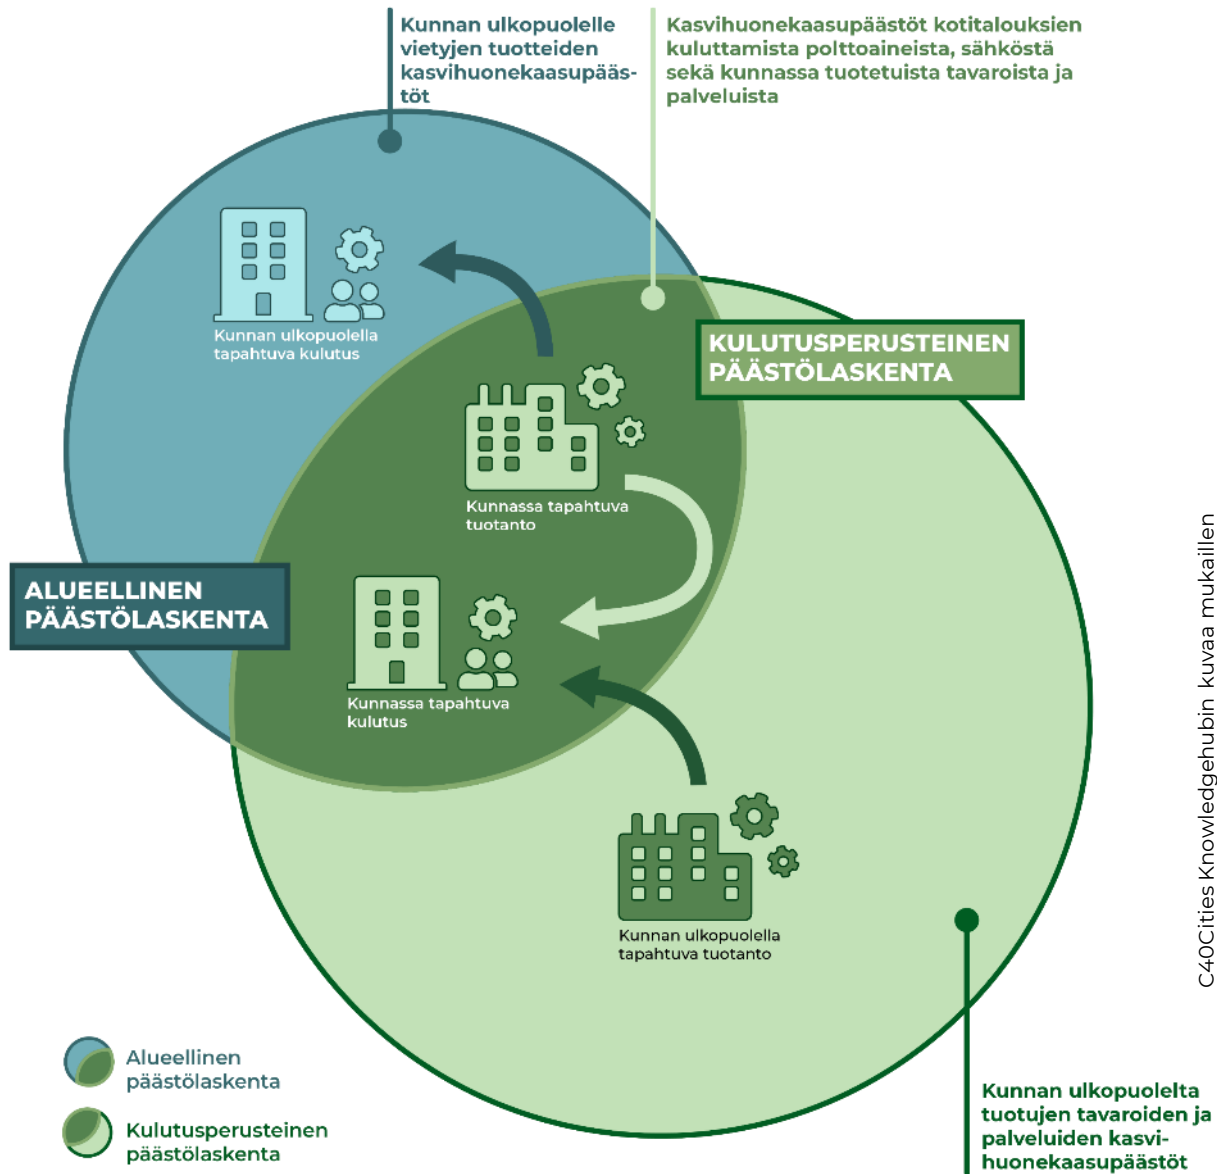 Kunnan ulkopuolelle
vietyjen tuotteiden
kasvihuonekaasupääs-
töt
Kasvihuonekaasupäästöt kotitalouksien
kuluttamista polttoaineista, sähköstä
sekä kunnassa tuotetuista tavaroista ja
palveluista
Kunnan ulkopuolella
tapahtuva kulutus
KULUTUSPERUSTEINEN
PÄÄSTÖLASKENTA
Kunnassa tapahtuva
tuotanto
ALUEELLINEN
PÄÄSTÖLASKENTA
Kunnassa tapahtuva
kulutus
Kunnan ulkopuolella
tapahtuva tuotanto
C40Cities Knowledgehubin kuvaa mukaillen
Alueellinen
päästölaskenta
Kulutusperusteinen
päästölaskenta
Kunnan ulkopuolelta
tuotujen tavaroiden ja
palveluiden kasvi-
huonekaasupäästöt